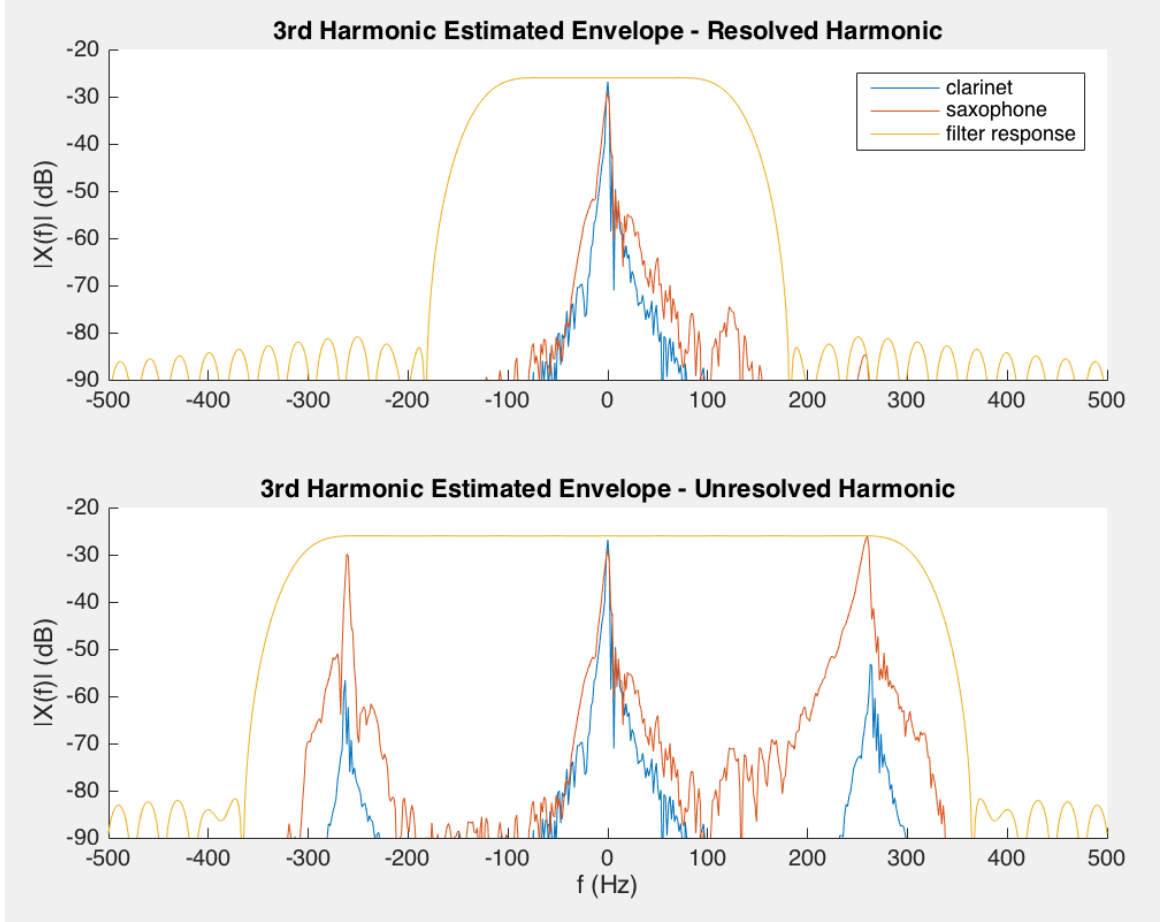 3rd Harmonic Estimated Envelope - Resolved Harmonic
-20
-30
-40
-50
-60
-70
-80
-90
|X(f)| (dB)
clarinet
saxophone
filter response
-500 -400 -300 -200 -100 0 100 200 300 400 500
3rd Harmonic Estimated Envelope - Unresolved Harmonic
-20
-30
-40
-50
-60
-70
-80
-90
|X(f)| (dB)
-500 -400 -300 -200 -100 0 100 200 300 400 500
f (Hz)